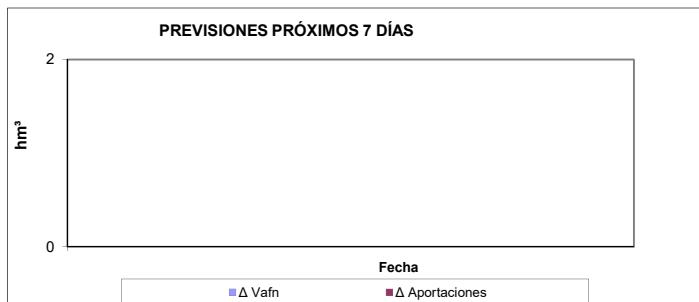 PREVISIONES PRÓXIMOS 7 DÍAS
2
hm³
0
Fecha
Δ Vafn Δ Aportaciones